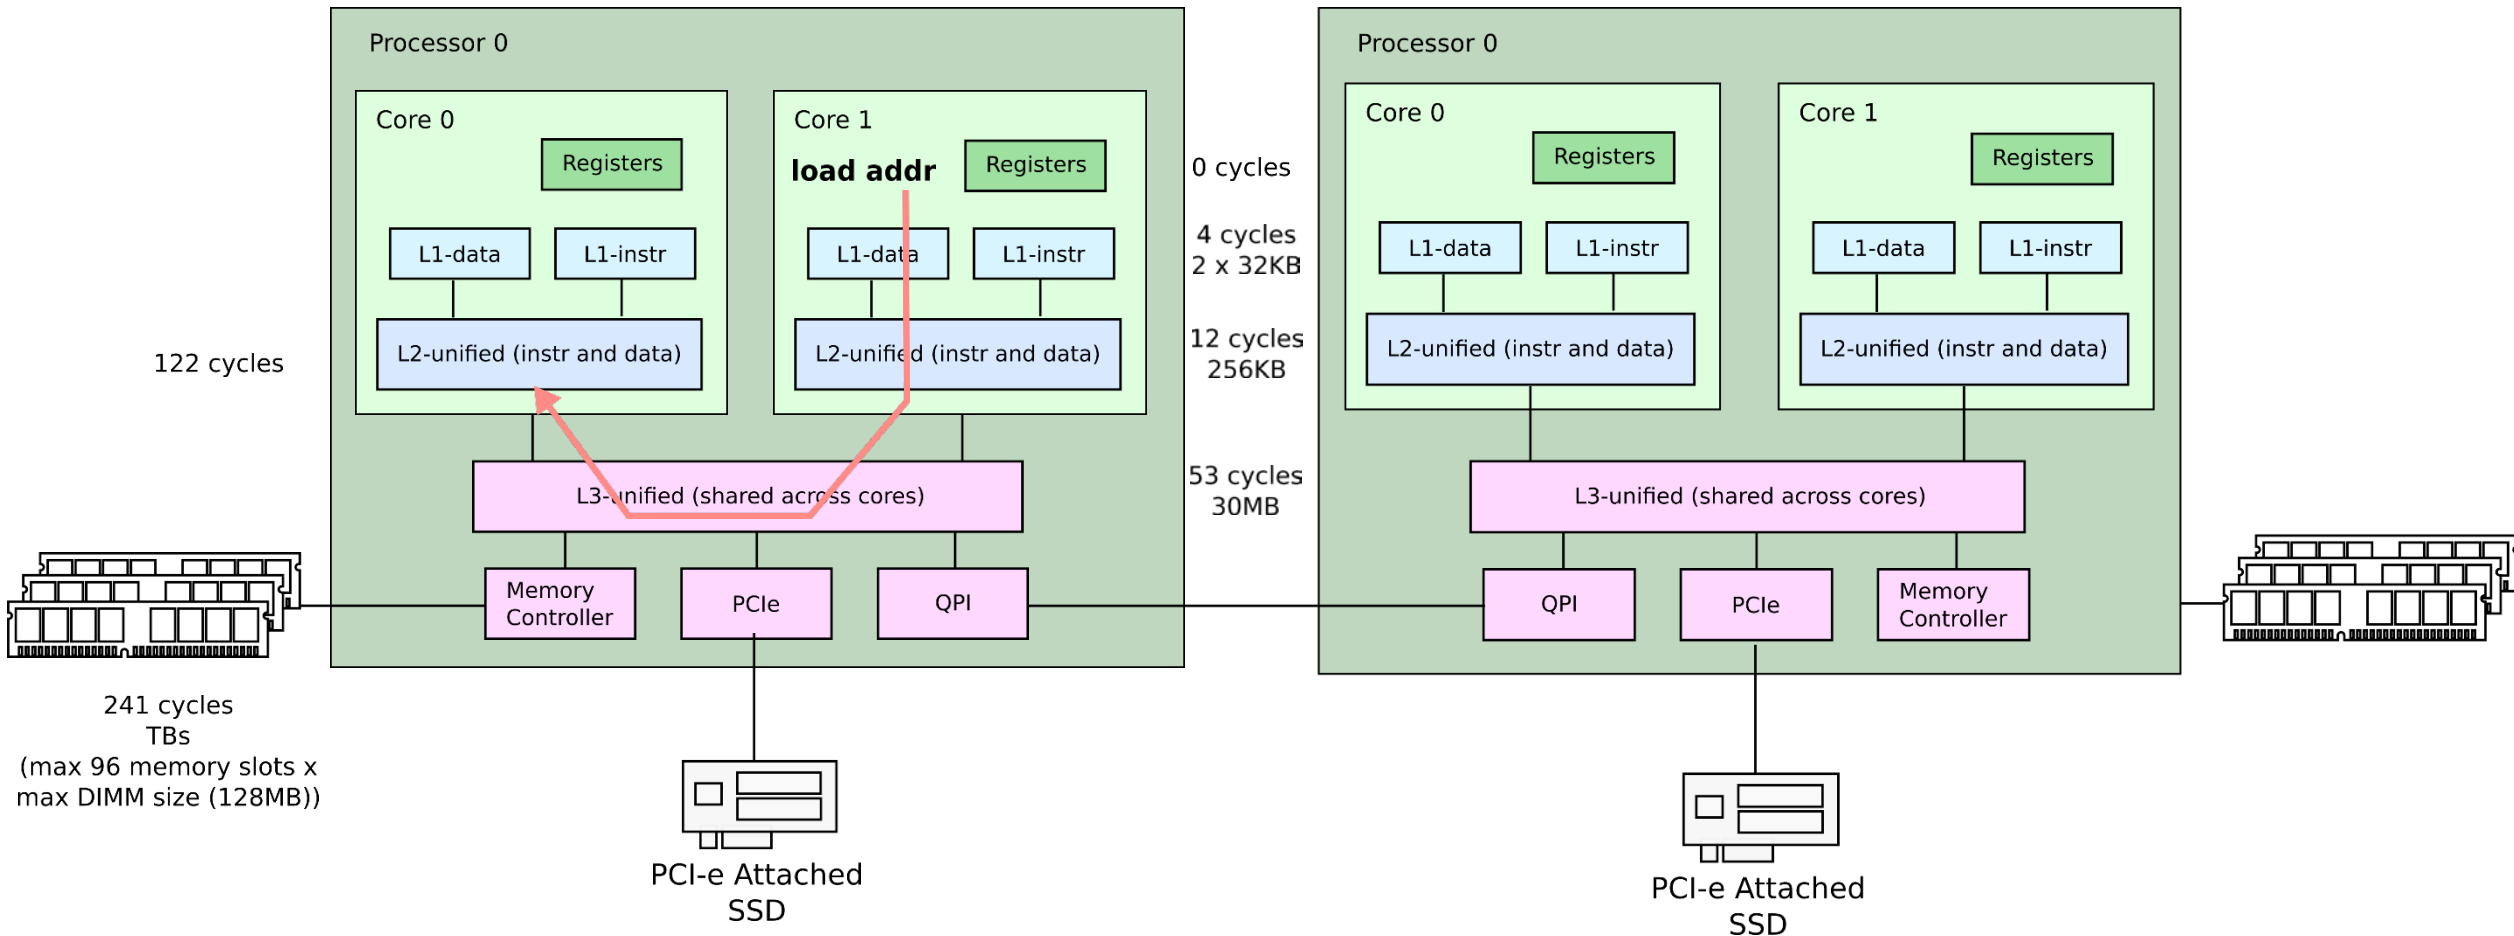 Processor 0
Core 0
Registers
L1-data
L1-instr
L2-unified (instr and data)
Core 1
load addr
Registers
L1-data
L1-instr
L2-unified (instr and data)
L3-unified (shared across cores)
Memory
Controller
PCIe
QPI
122 cycles
241 cycles
TBs
(max 96 memory slots x
max DIMM size (128MB))
PCI-e Attached
SSD
0 cycles
4 cycles
2 x 32KB
12 cycles
256KB
53 cycles
30MB
Processor 0
Core 0
Registers
L1-data
L1-instr
L2-unified (instr and data)
Core 1
Registers
L1-data
L1-instr
L2-unified (instr and data)
L3-unified (shared across cores)
QPI
PCIe
Memory
Controller
PCI-e Attached
SSD